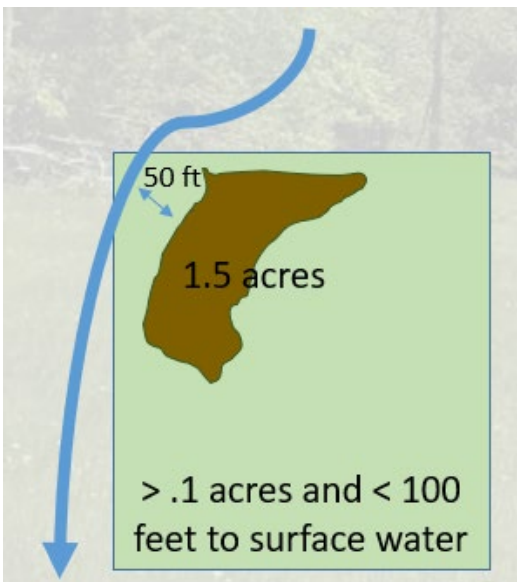 50 ft
1.5 acres
> .1 acres and < 100
feet to surface water